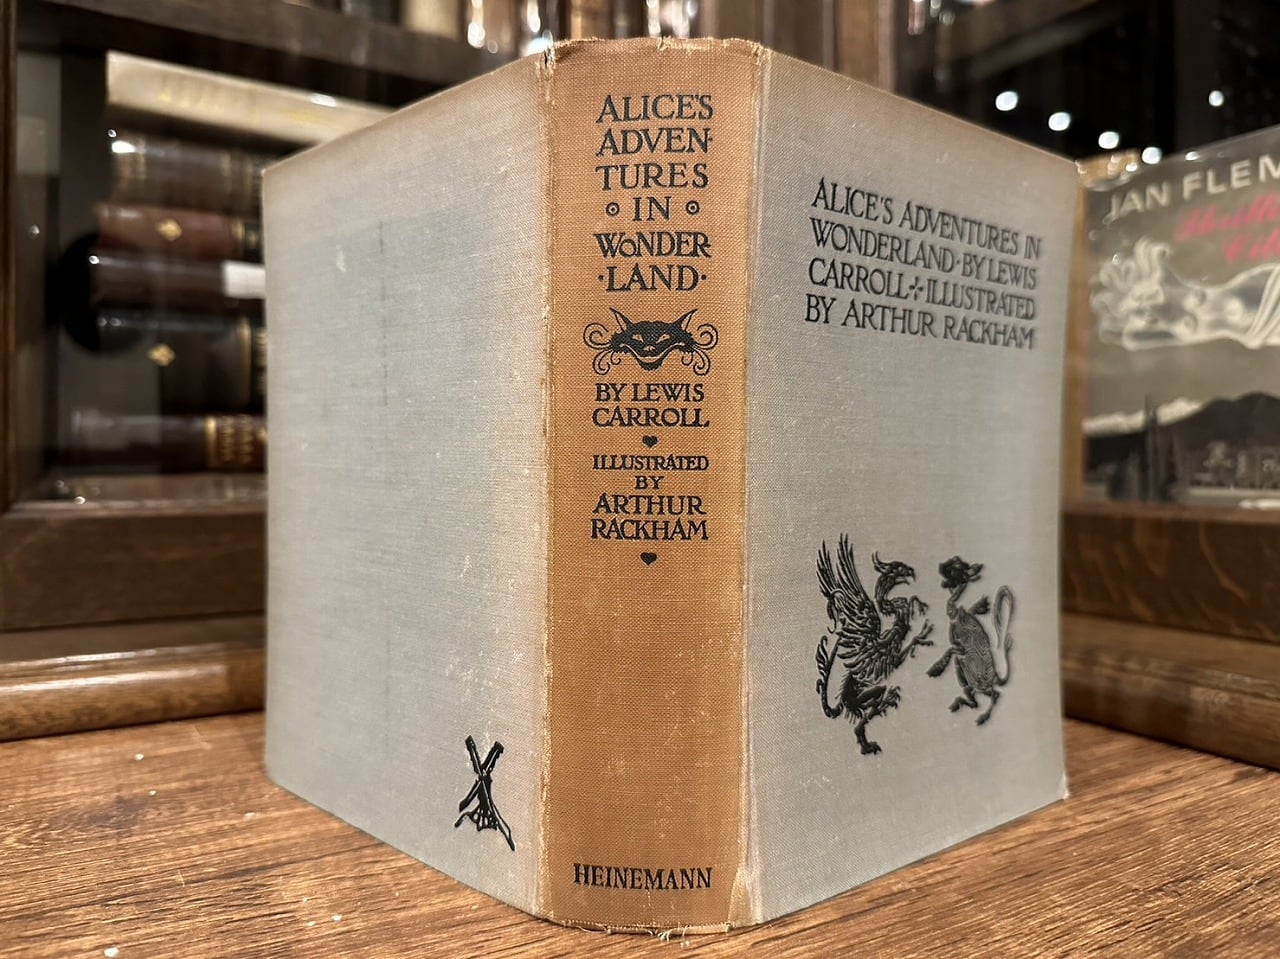 ALICE'S
ADVEN-
TURES
IN
WONDER-
LAND
BY LEWIS
CARROLL
ILLUSTRATED
BY
ARTHUR
RACKHAM
HEINEMANN
ALICE'S ADVENTURES IN
WONDERLAND · BY LEWIS
CARROLL ILLUSTRATED
BY ARTHUR RACKHAM
IAN FLEM